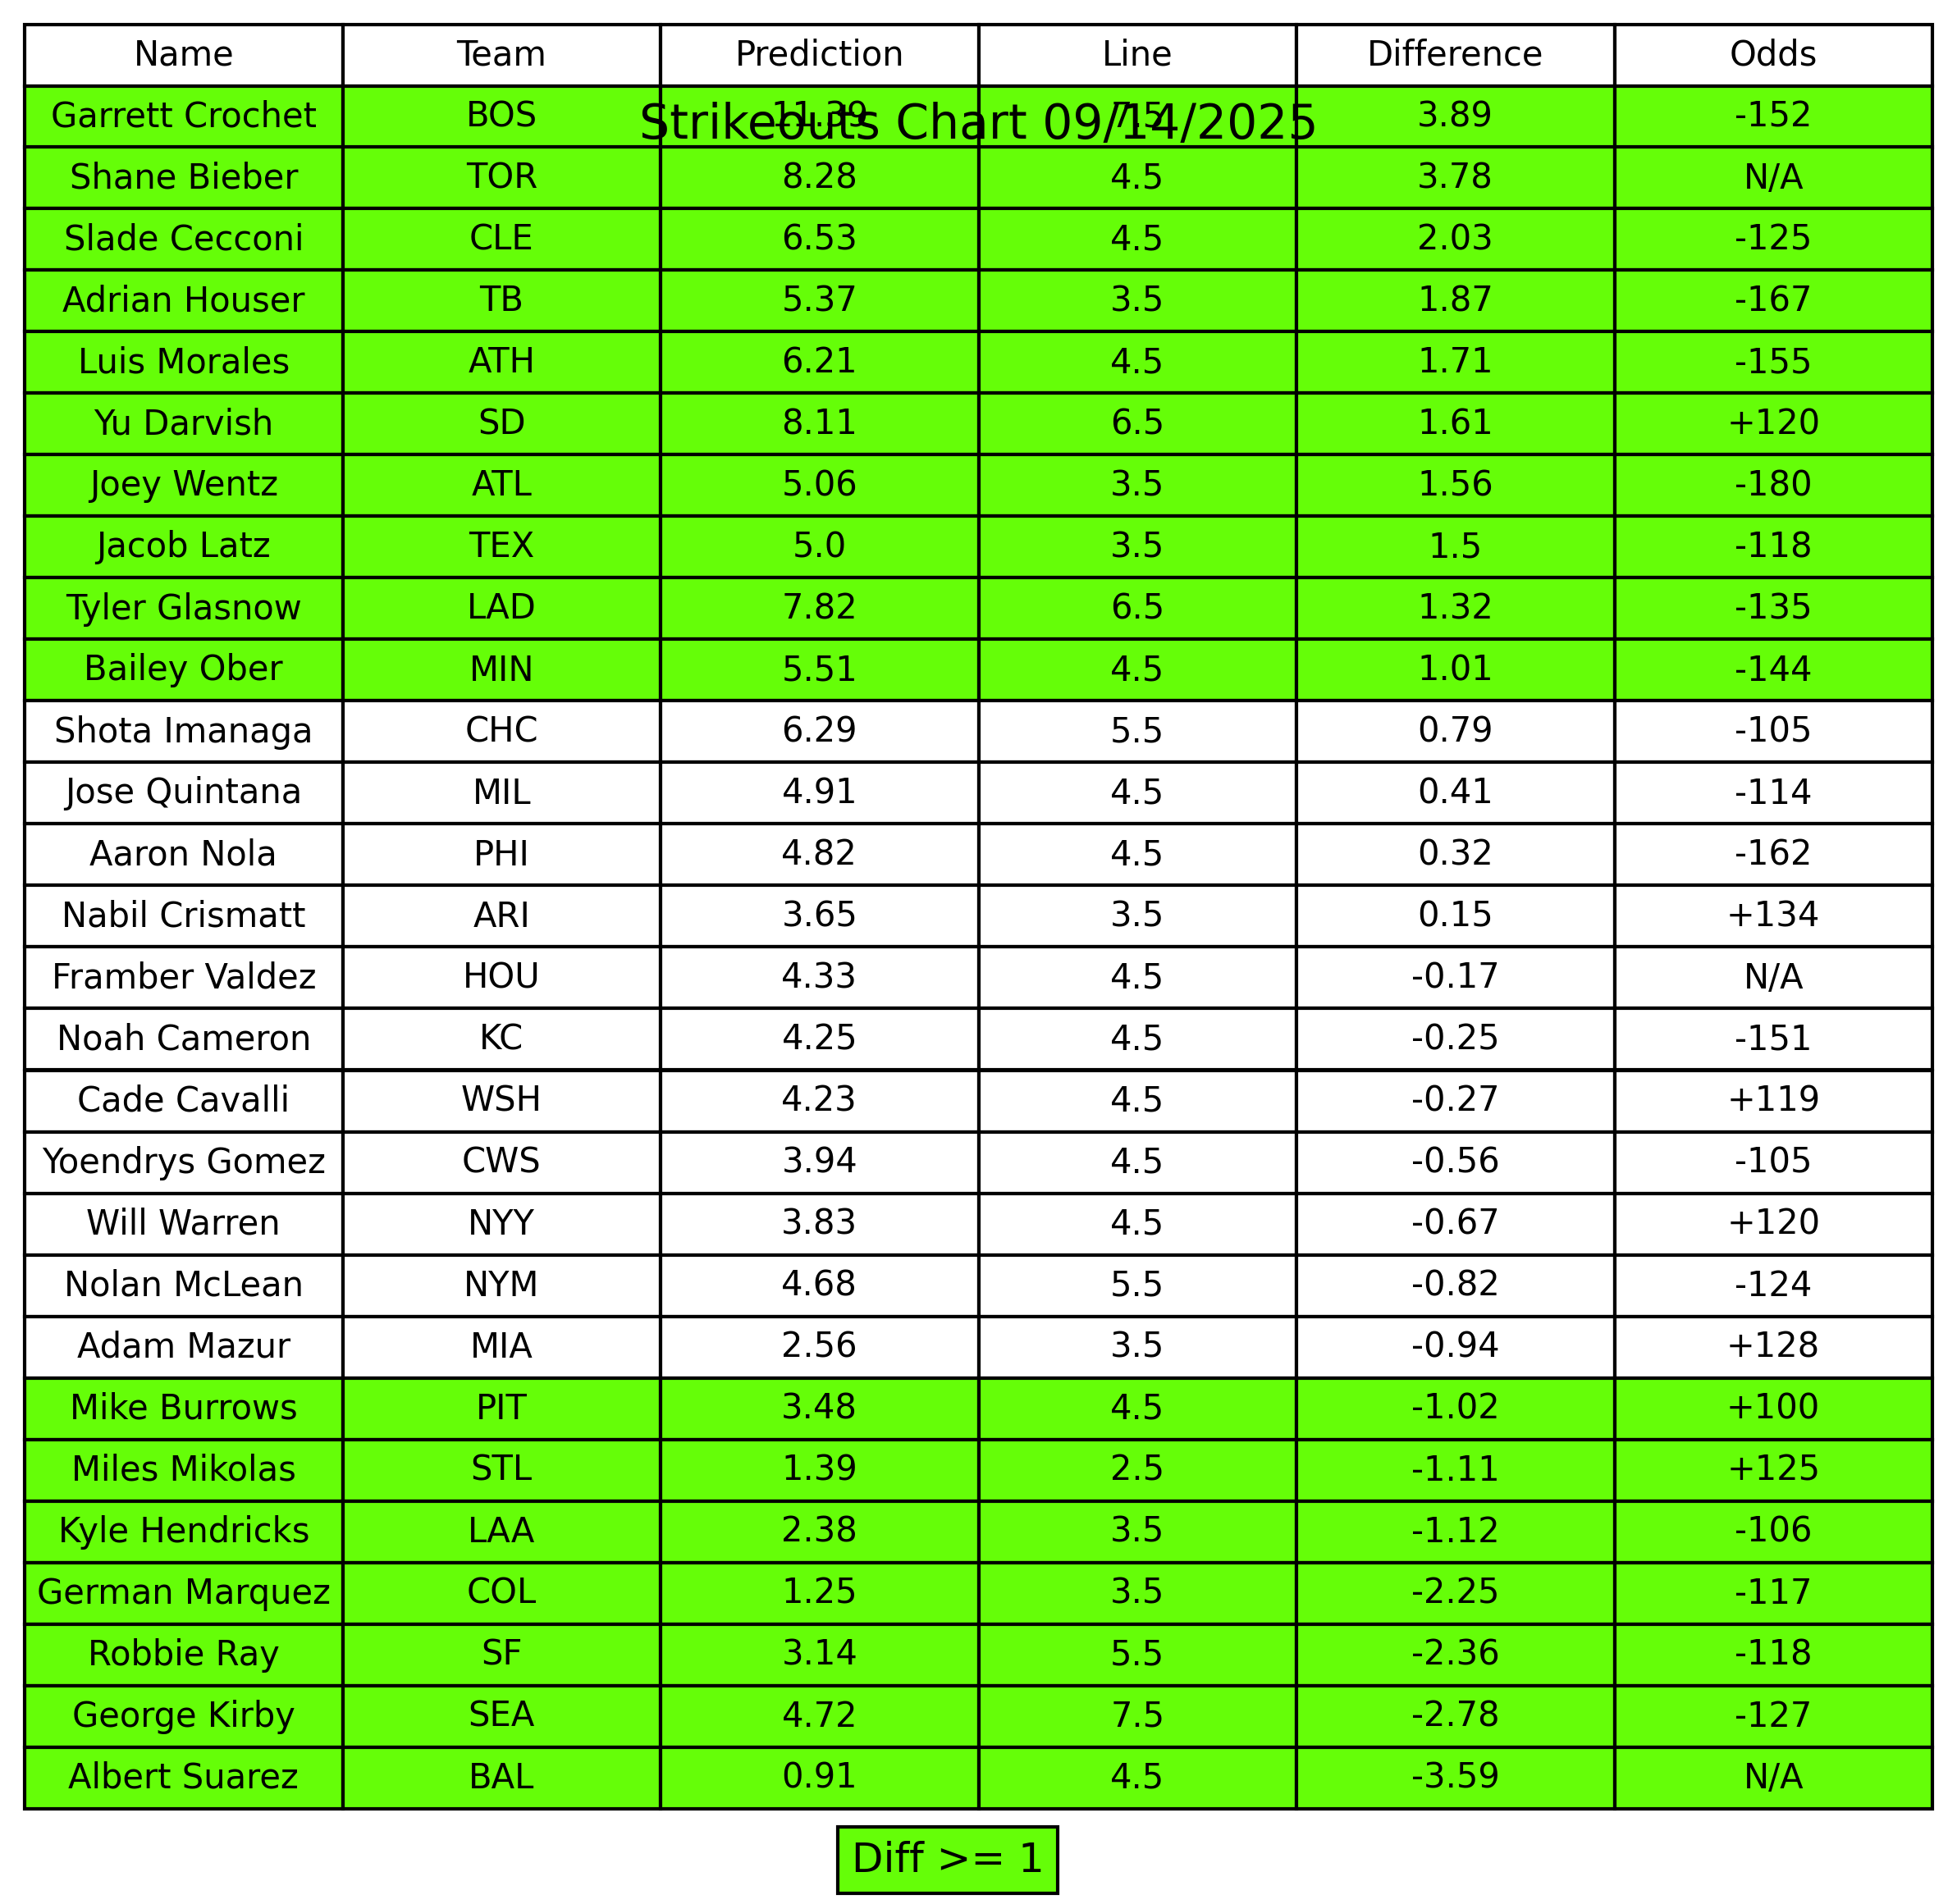 Name Team Prediction Line Difference Odds
Garrett Crochet BOS 11.39 7.5 3.89 -152
Strikeouts Chart 09/14/2025
Shane Bieber TOR 8.28 4.5 3.78 N/A
Slade Cecconi CLE 6.53 4.5 2.03 -125
Adrian Houser TB 5.37 3.5 1.87 -167
Luis Morales ATH 6.21 4.5 1.71 -155
Yu Darvish SD 8.11 6.5 1.61 +120
Joey Wentz ATL 5.06 3.5 1.56 -180
Jacob Latz TEX 5.0 3.5 1.5 -118
Tyler Glasnow LAD 7.82 6.5 1.32 -135
Bailey Ober MIN 5.51 4.5 1.01 -144
Shota Imanaga CHC 6.29 5.5 0.79 -105
Jose Quintana MIL 4.91 4.5 0.41 -114
Aaron Nola PHI 4.82 4.5 0.32 -162
Nabil Crismatt ARI 3.65 3.5 0.15 +134
Framber Valdez HOU 4.33 4.5 -0.17 N/A
Noah Cameron KC 4.25 4.5 -0.25 -151
Cade Cavalli WSH 4.23 4.5 -0.27 +119
Yoendrys Gomez CWS 3.94 4.5 -0.56 -105
Will Warren NYY 3.83 4.5 -0.67 +120
Nolan McLean NYM 4.68 5.5 -0.82 -124
Adam Mazur MIA 2.56 3.5 -0.94 +128
Mike Burrows PIT 3.48 4.5 -1.02 +100
Miles Mikolas STL 1.39 2.5 -1.11 +125
Kyle Hendricks LAA 2.38 3.5 -1.12 -106
German Marquez COL 1.25 3.5 -2.25 -117
Robbie Ray SF 3.14 5.5 -2.36 -118
George Kirby SEA 4.72 7.5 -2.78 -127
Albert Suarez BAL 0.91 4.5 -3.59 N/A
Diff >= 1